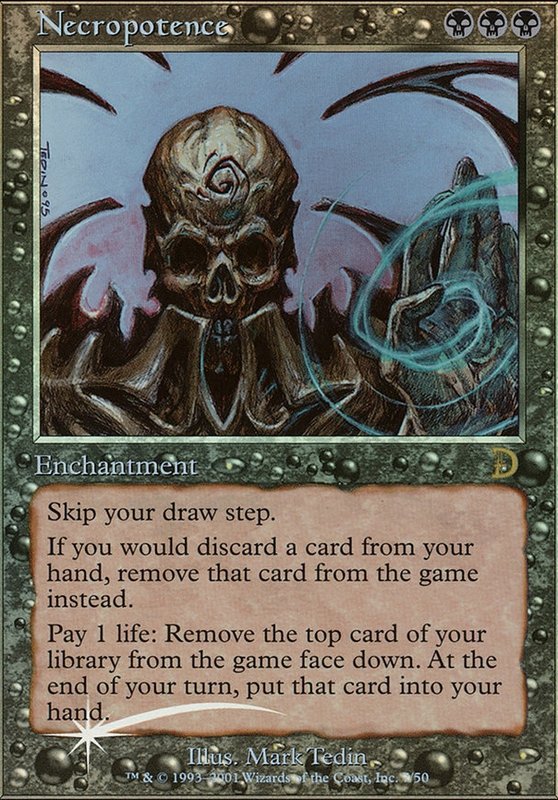 Necropotence
TEDIN © 95
Enchantment
D
Skip your draw step.
If you would discard a card from your
hand, remove that card from the game
instead.
Pay 1 life: Remove the top card of your
library from the game face down. At the
end of your turn, put that card into your
hand.
Illus. Mark Tedin
™ & © 1993–2001 Wizards of the Coast, Inc. /50